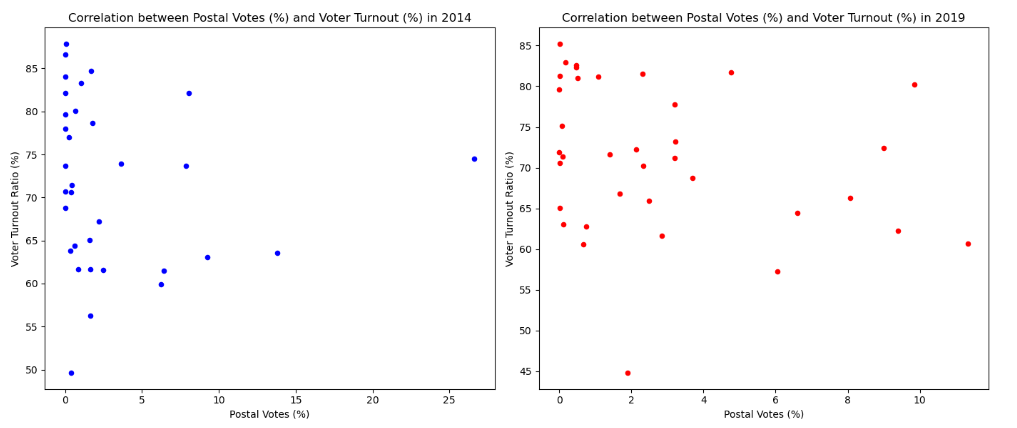 Correlation between Postal Votes (%) and Voter Turnout (%) in 2014
Voter Turnout Ratio (%)
85
80
75
70
65
60
55
50
0 5 10 15 20 25
Postal Votes (%)
Correlation between Postal Votes (%) and Voter Turnout (%) in 2019
Voter Turnout Ratio (%)
85
80
75
70
65
60
55
50
45
0 2 4 6 8 10
Postal Votes (%)